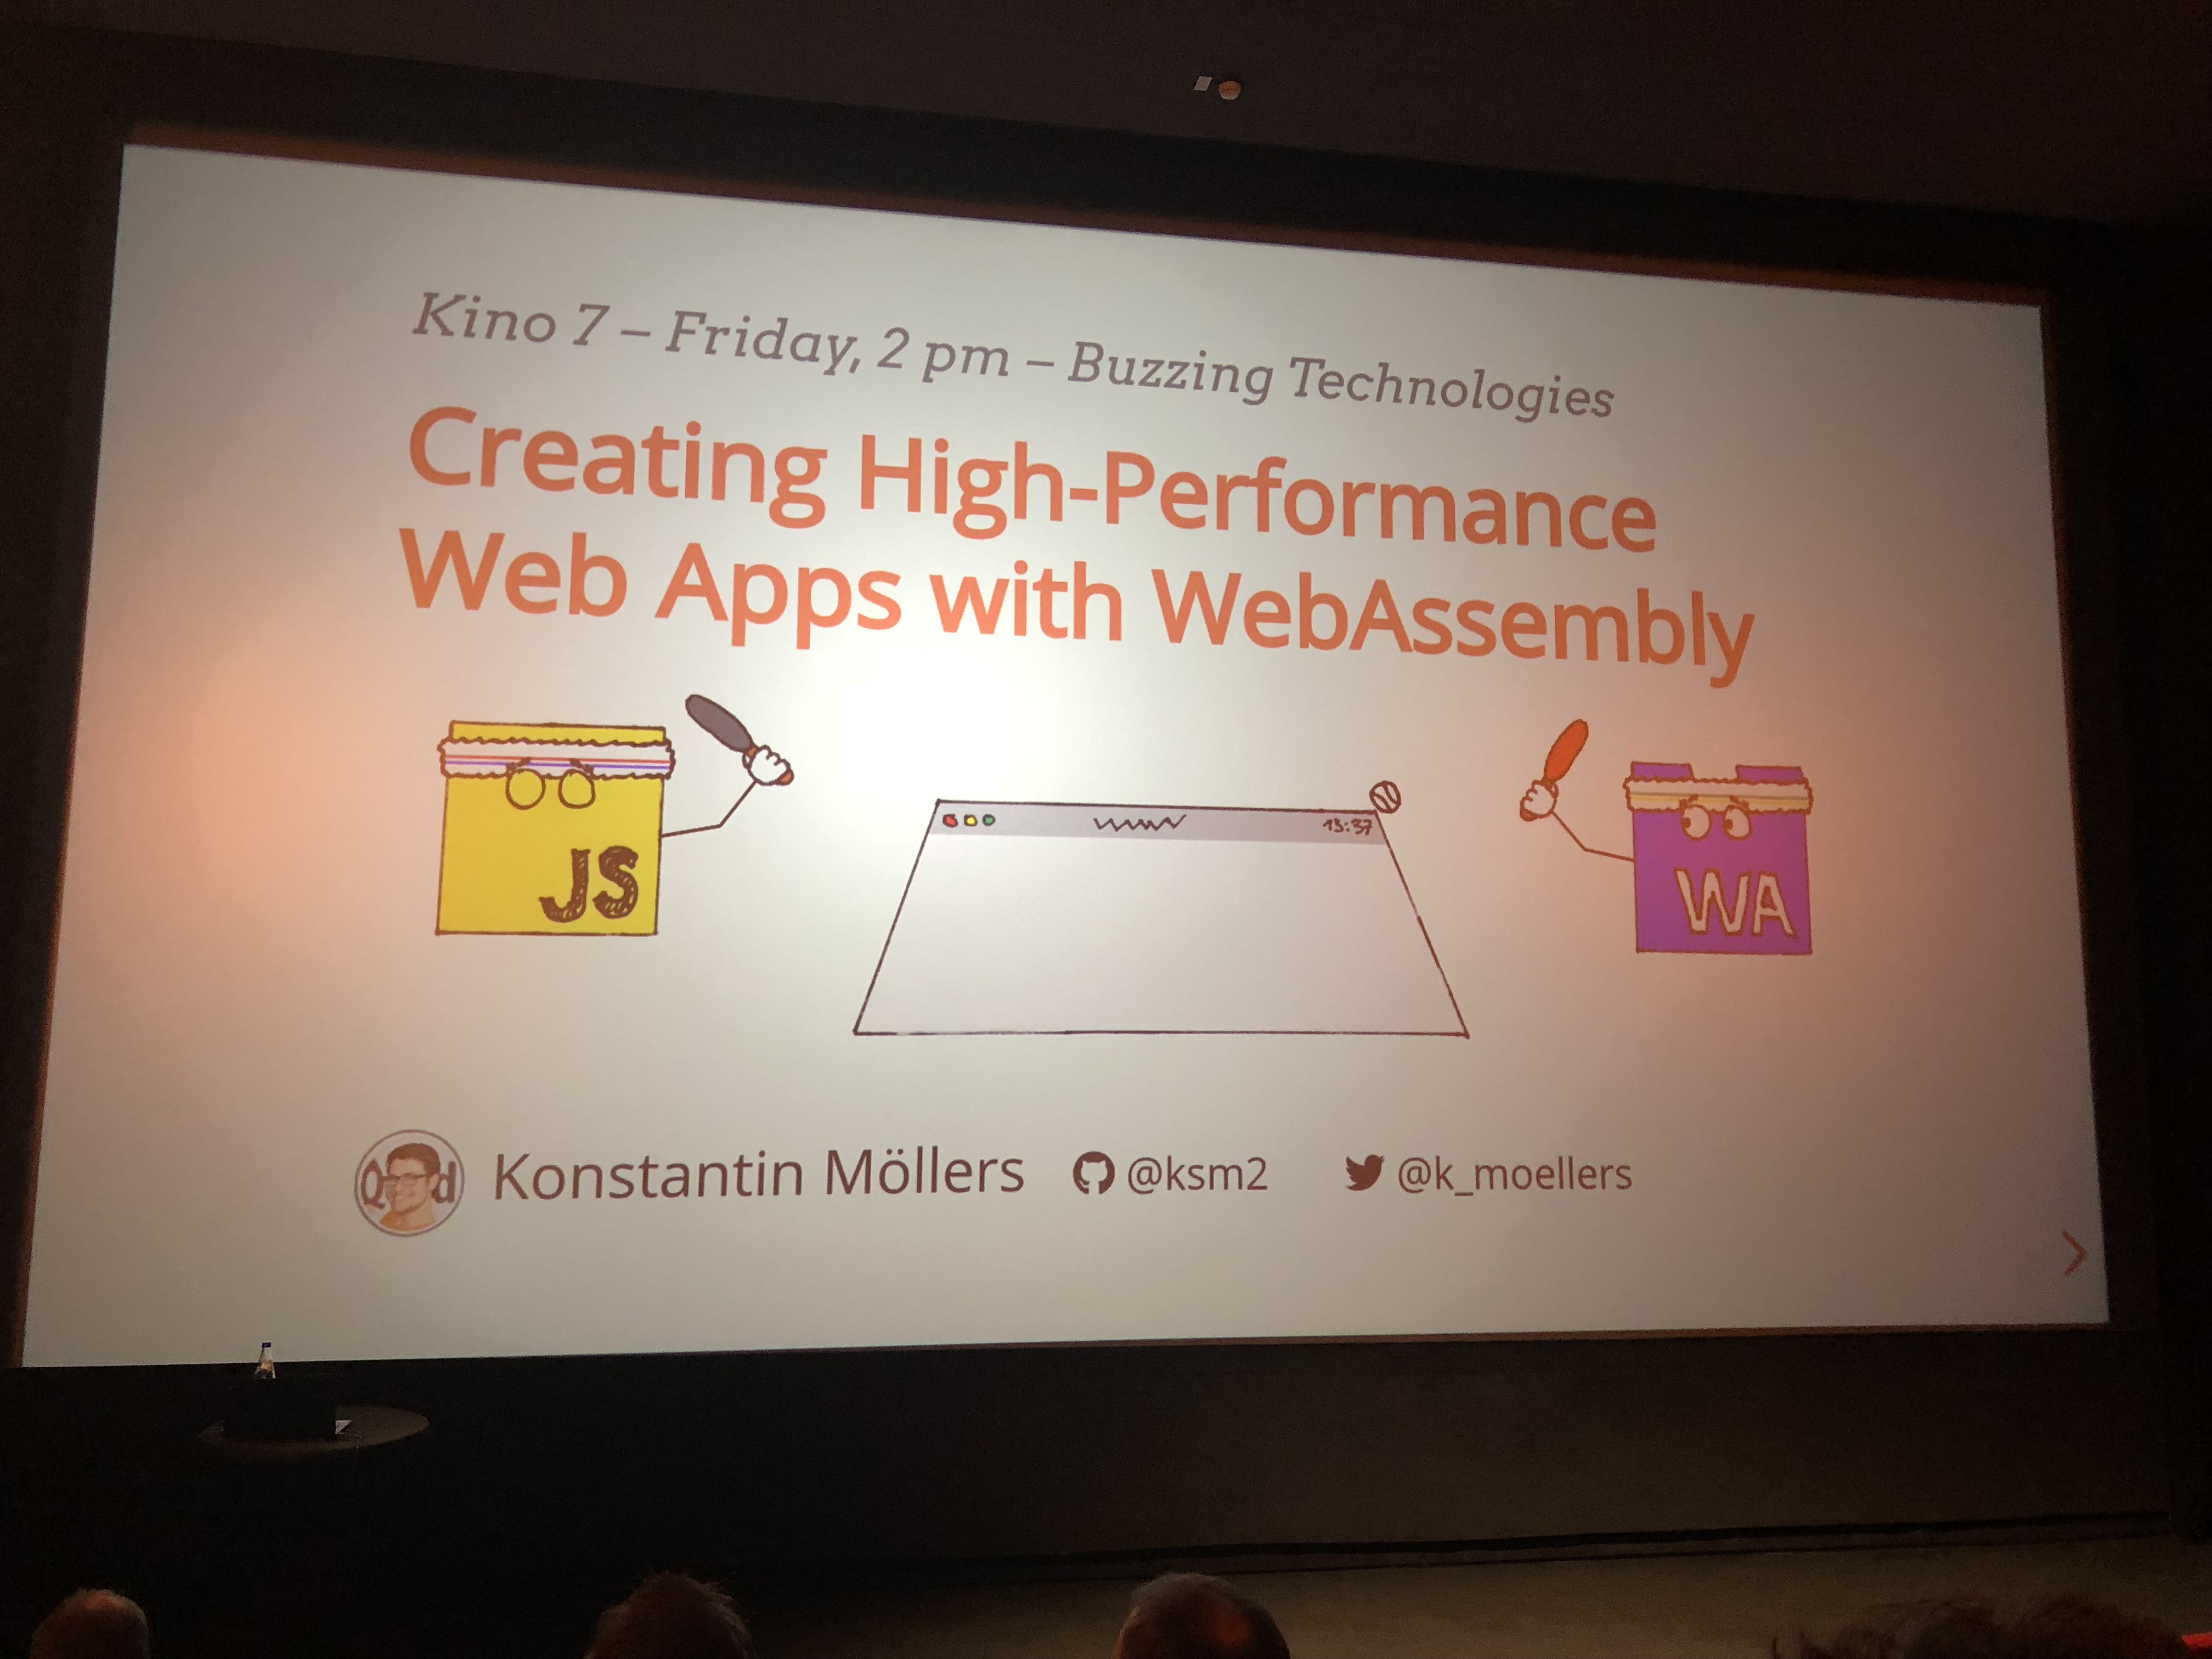 Kino 7 – Friday, 2 pm – Buzzing Technologies
Creating High-Performance
Web Apps with WebAssembly
13:37
JS
WA
Konstantin Möllers @ksm2 @k_moellers